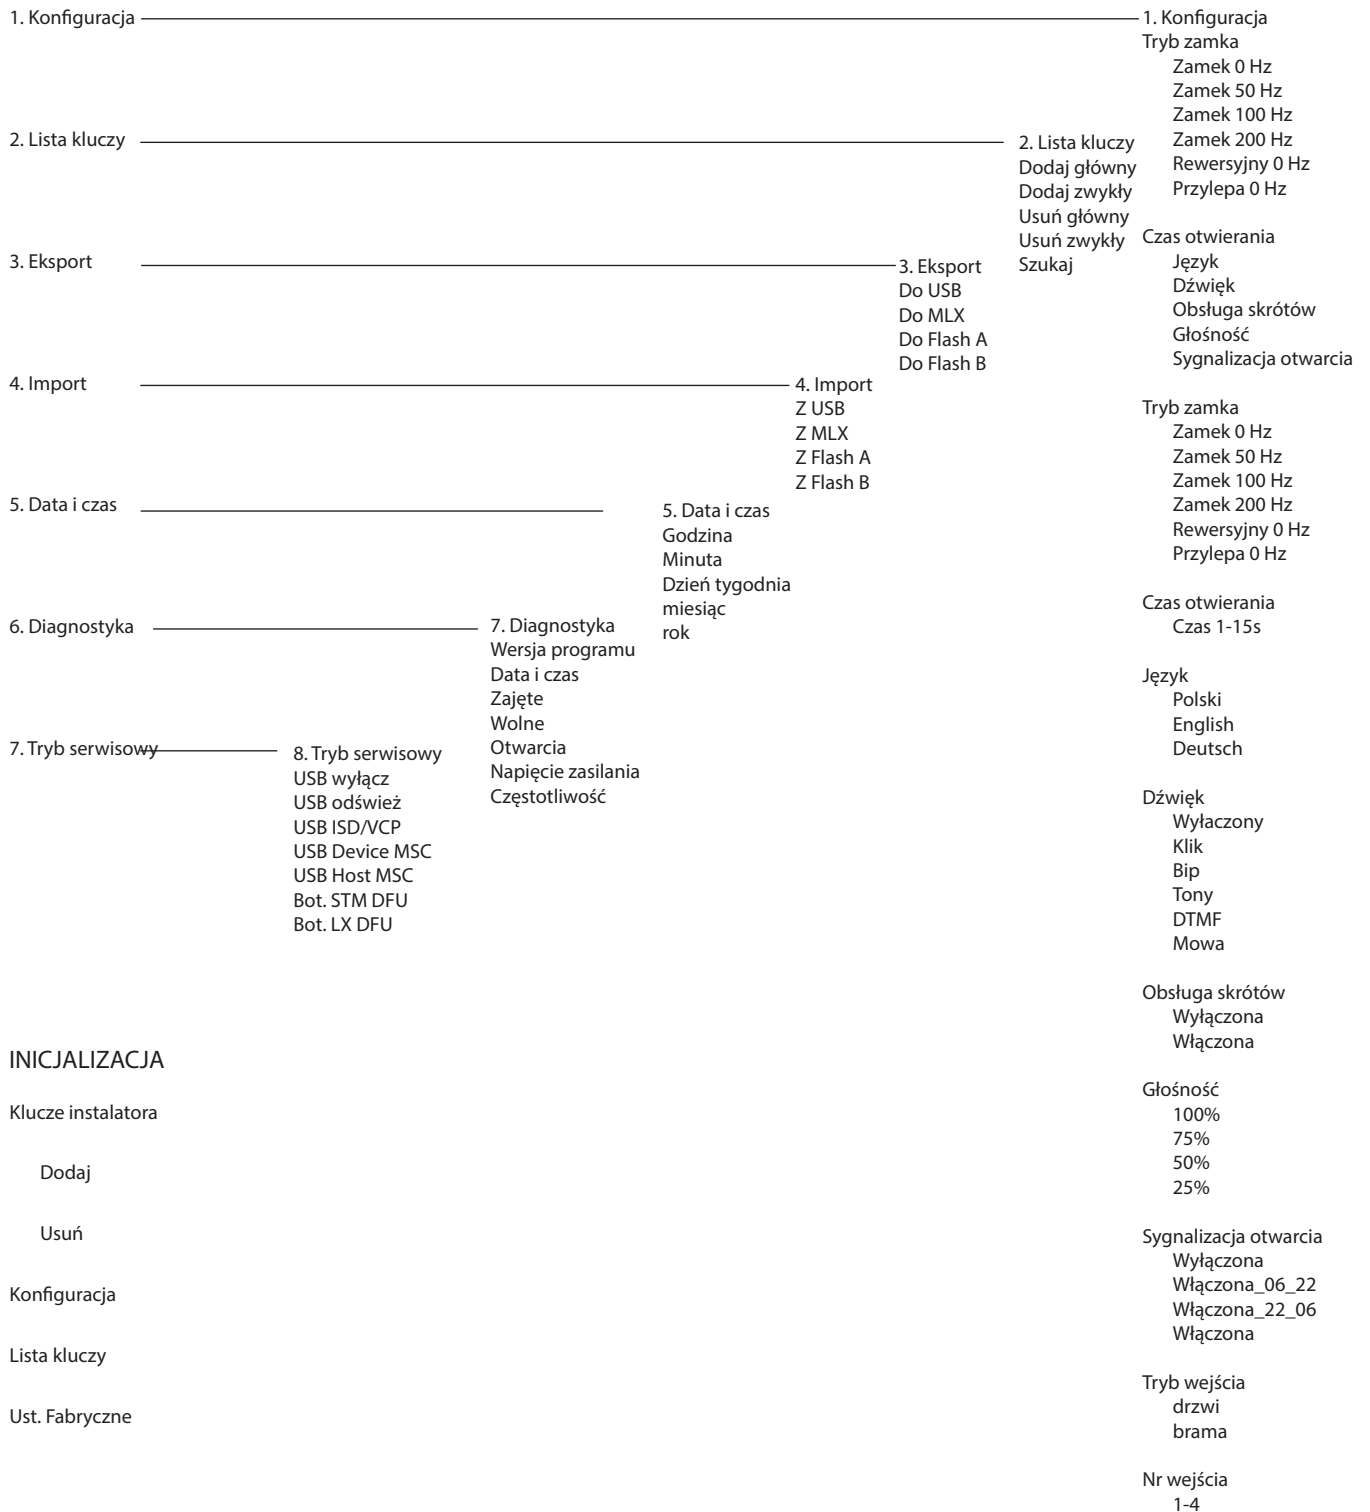 1. Konfiguracja
2. Lista kluczy
3. Eksport
4. Import
5. Data i czas
6. Diagnostyka
7. Tryb serwisowy
8. Tryb serwisowy
USB wyłącz
USB odśwież
USB ISD/VCP
USB Device MSC
USB Host MSC
Bot. STM DFU
Bot. LX DFU
7. Diagnostyka
Wersja programu
Data i czas
Zajęte
Wolne
Otwarcia
Napięcie zasilania
Częstotliwość
5. Data i czas
Godzina
Minuta
Dzień tygodnia
miesiąc
rok
4. Import
Z USB
Z MLX
Z Flash A
Z Flash B
3. Eksport
Do USB
Do MLX
Do Flash A
Do Flash B
2. Lista kluczy
Dodaj główny
Dodaj zwykły
Usuń główny
Usuń zwykły
Szukaj
1. Konfiguracja
Tryb zamka
Zamek 0 Hz
Zamek 50 Hz
Zamek 100 Hz
Zamek 200 Hz
Rewersyjny 0 Hz
Przylepa 0 Hz
Czas otwierania
Język
Dźwięk
Obsługa skrótów
Głośność
Sygnalizacja otwarcia
Tryb zamka
Zamek 0 Hz
Zamek 50 Hz
Zamek 100 Hz
Zamek 200 Hz
Rewersyjny 0 Hz
Przylepa 0 Hz
Czas otwierania
Czas 1-15s
Język
Polski
English
Deutsch
Dźwięk
Wyłaczony
Klik
Bip
Tony
DTMF
Mowa
Obsługa skrótów
Wyłączona
Włączona
Głośność
100%
75%
50%
25%
Sygnalizacja otwarcia
Wyłączona
Włączona_06_22
Włączona_22_06
Włączona
Tryb wejścia
drzwi
brama
Nr wejścia
1-4
INICJALIZACJA
Klucze instalatora
Dodaj
Usuń
Konfiguracja
Lista kluczy
Ust. Fabryczne